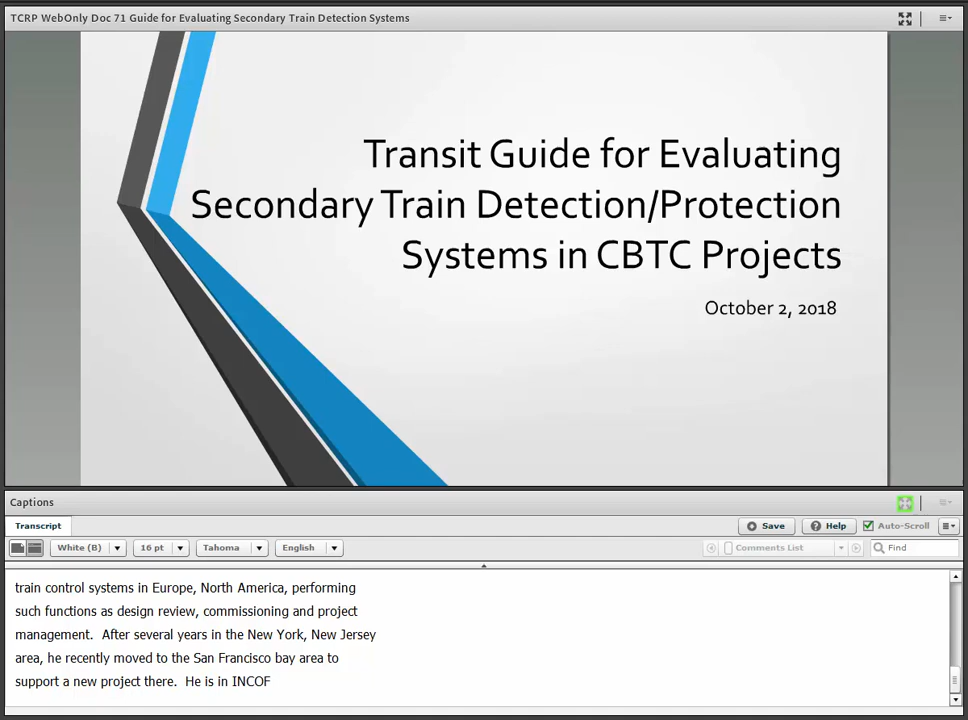 TCRP WebOnly Doc 71 Guide for Evaluating Secondary Train Detection Systems
Transit Guide for Evaluating
Secondary Train Detection/Protection
Systems in CBTC Projects
October 2, 2018
Captions
Transcript
Save
Help
Auto-Scroll
White (B)
16 pt
Tahoma
English
Comments List
Find
train control systems in Europe, North America, performing
such functions as design review, commissioning and project
management.  After several years in the New York, New Jersey
area, he recently moved to the San Francisco bay area to
support a new project there.  He is in INCOF